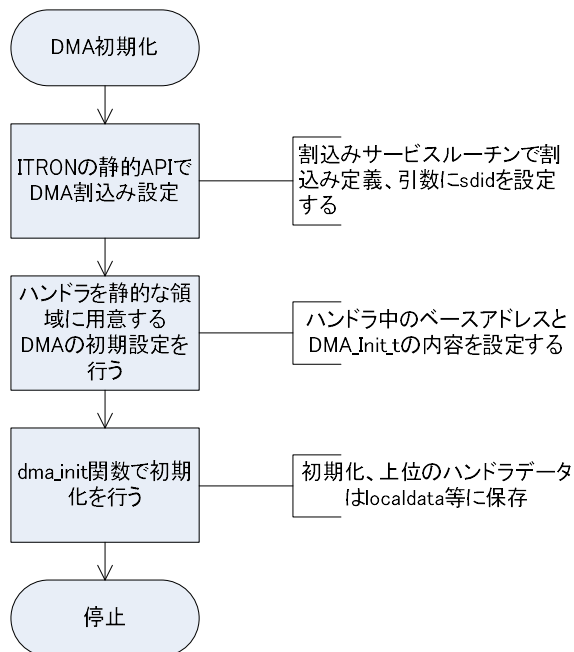 DMA初期化
ITRONの静的APIで
DMA割込み設定
割込みサービスルーチンで割
込み定義、引数にsdidを設定
する
ハンドラを静的な領
域に用意する
DMAの初期設定を
行う
ハンドラ中のベースアドレスと
DMA_Init_tの内容を設定する
dma_init関数で初期
化を行う
初期化、上位のハンドラデータ
はlocaldata等に保存
停止